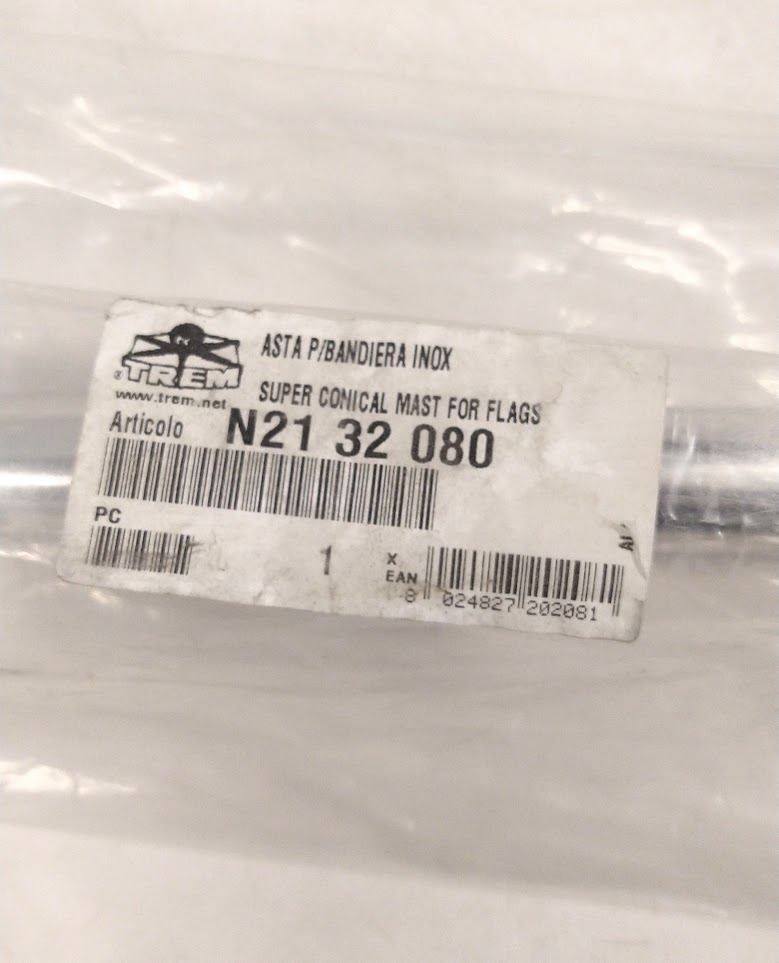 ASTA P/BANDIERA INOX
® TREM
www.trem.net
SUPER CONICAL MAST FOR FLAGS
Articolo N21 32 080
PC
1
X
EAN
8 024827 202081